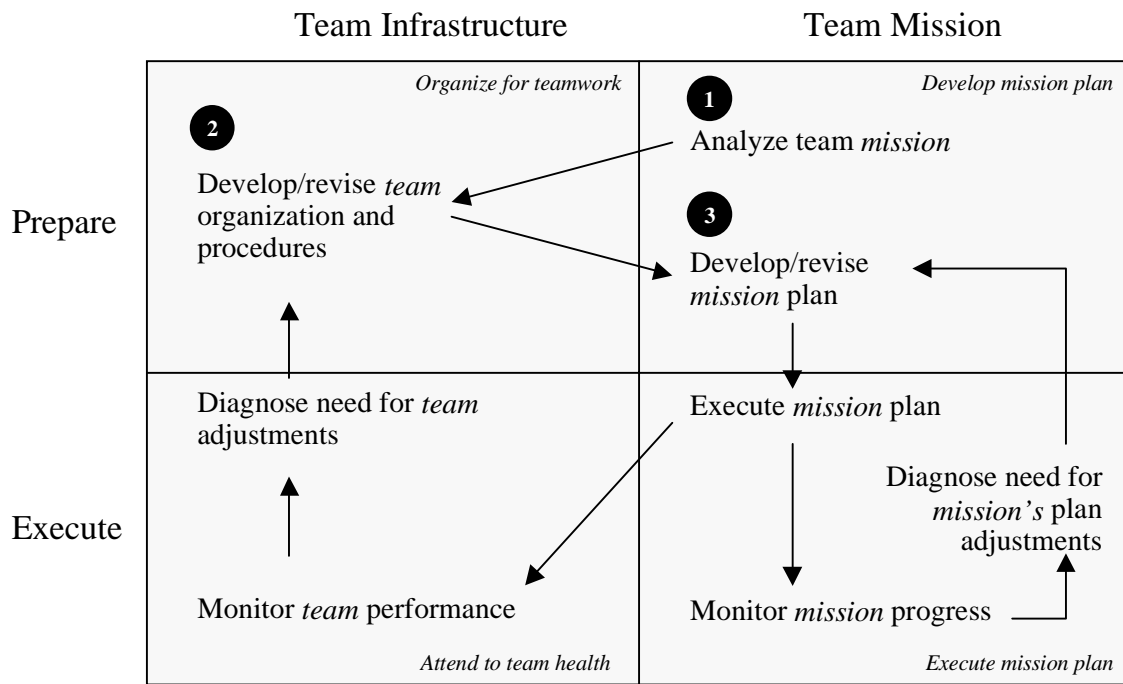 Team Infrastructure
Team Mission
Prepare
Organize for teamwork
2
Develop/revise team
organization and
procedures
Develop mission plan
1
Analyze team mission
3
Develop/revise
mission plan
Execute
Diagnose need for team
adjustments
Monitor team performance
Attend to team health
Execute mission plan
Diagnose need for
mission’s plan
adjustments
Monitor mission progress
Execute mission plan